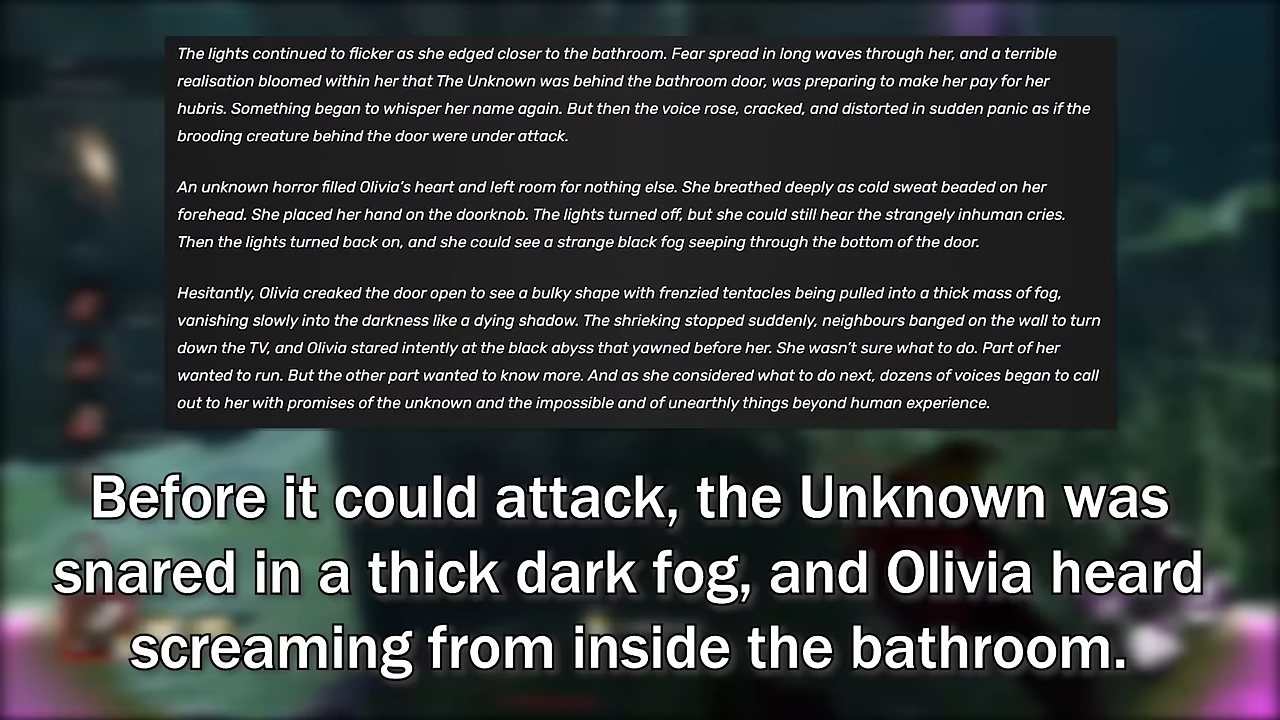 The lights continued to flicker as she edged closer to the bathroom. Fear spread in long waves through her, and a terrible
realisation bloomed within her that The Unknown was behind the bathroom door, was preparing to make her pay for her
hubris. Something began to whisper her name again. But then the voice rose, cracked, and distorted in sudden panic as if the
brooding creature behind the door were under attack.
An unknown horror filled Olivia's heart and left room for nothing else. She breathed deeply as cold sweat beaded on her
forehead. She placed her hand on the doorknob. The lights turned off, but she could still hear the strangely inhuman cries.
Then the lights turned back on, and she could see a strange black fog seeping through the bottom of the door.
Hesitantly, Olivia creaked the door open to see a bulky shape with frenzied tentacles being pulled into a thick mass of fog,
vanishing slowly into the darkness like a dying shadow. The shrieking stopped suddenly, neighbours banged on the wall to turn
down the TV, and Olivia stared intently at the black abyss that yawned before her. She wasn't sure what to do. Part of her
wanted to run. But the other part wanted to know more. And as she considered what to do next, dozens of voices began to call
out to her with promises of the unknown and the impossible and of unearthly things beyond human experience.
Before it could attack, the Unknown was
snared in a thick dark fog, and Olivia heard
screaming from inside the bathroom.